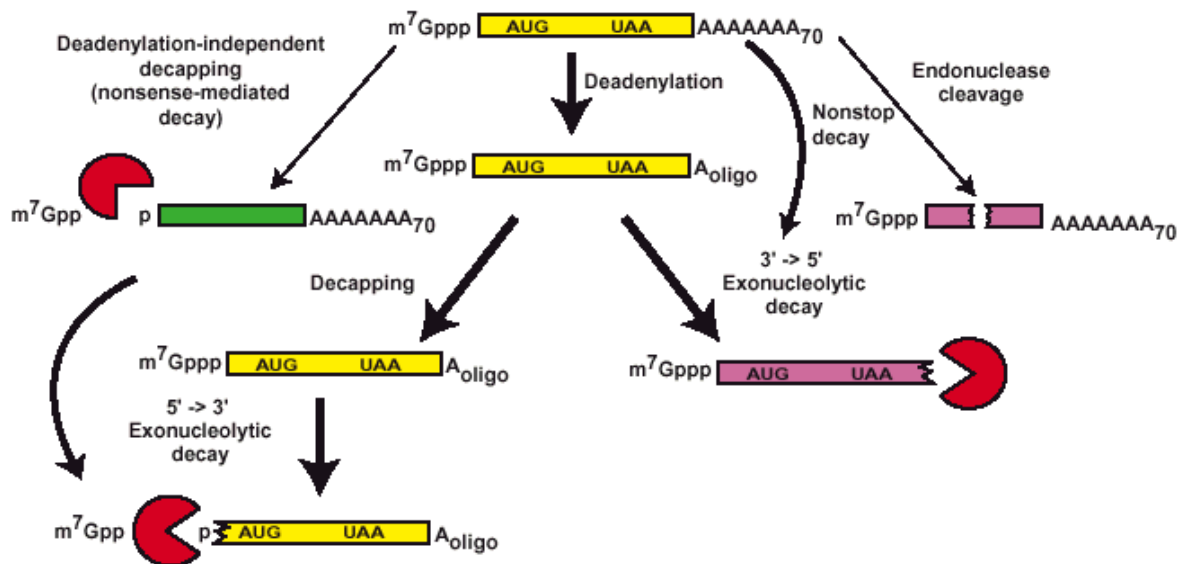 m⁷Gppp AUG UAA AAAAAAA₇₀
Deadenylation-independent
decapping
(nonsense-mediated
decay)
Deadenylation
Nonstop
decay
Endonuclease
cleavage
m⁷Gppp AUG UAA Aoligo
m⁷Gpp p AAAAAAA₇₀
m⁷Gppp AAAAAAA₇₀
3' -> 5'
Exonucleolytic
decay
Decapping
m⁷Gppp AUG UAA Aoligo
m⁷Gppp AUG UAA
5' -> 3'
Exonucleolytic
decay
m⁷Gpp p AUG UAA Aoligo